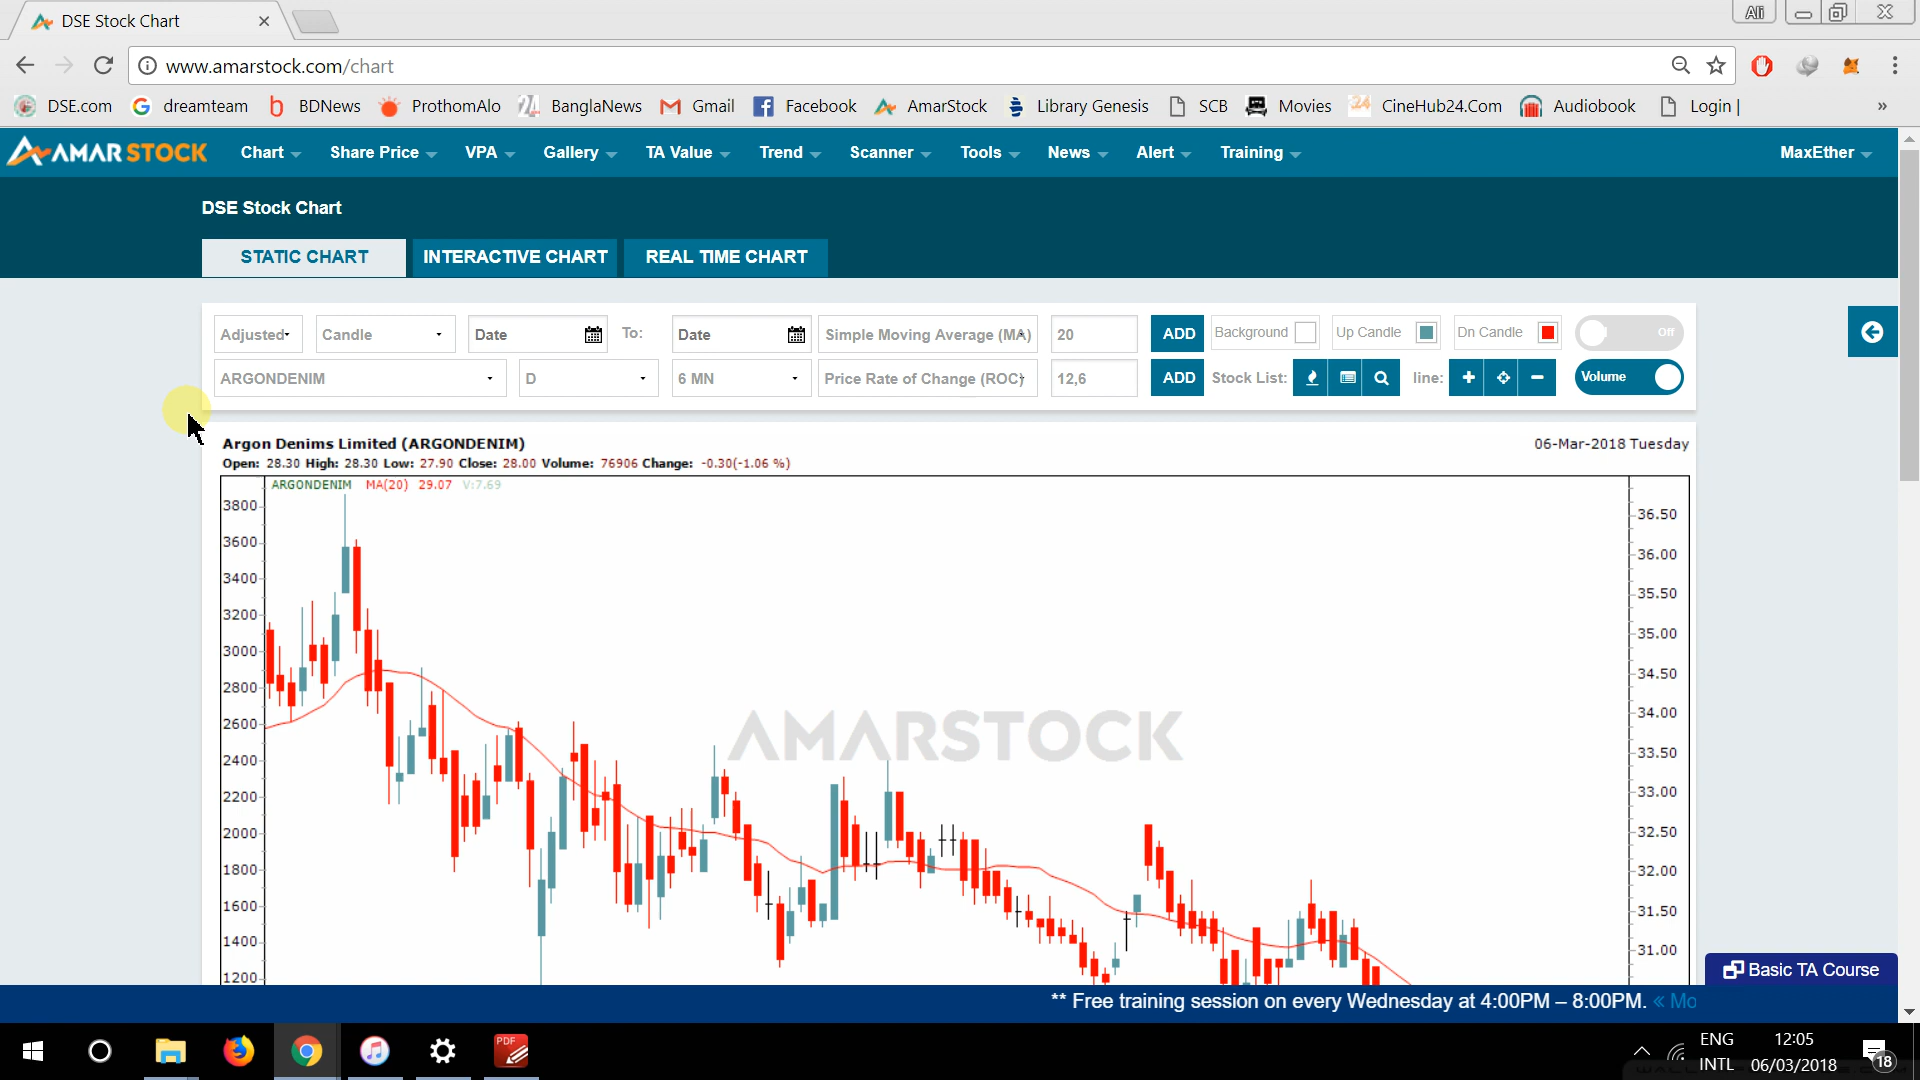 DSE Stock Chart
Ali
www.amarstock.com/chart
DSE.com dreamteam BDNews ProthomAlo BanglaNews Gmail Facebook AmarStock Library Genesis SCB Movies CineHub24.Com Audiobook Login | »
AMARSTOCK Chart Share Price VPA Gallery TA Value Trend Scanner Tools News Alert Training MaxEther
DSE Stock Chart
STATIC CHART INTERACTIVE CHART REAL TIME CHART
Adjusted Candle Date To: Date Simple Moving Average (MA) 20 ADD Background Up Candle Dn Candle Off
ARGONDENIM D 6 MN Price Rate of Change (ROC) 12,6 ADD Stock List: line: Volume
Argon Denims Limited (ARGONDENIM) 06-Mar-2018 Tuesday
Open: 28.30 High: 28.30 Low: 27.90 Close: 28.00 Volume: 76906 Change: -0.30(-1.06 %)
ARGONDENIM MA(20) 29.07 V:7.69
3800 36.50
3600 36.00
3400 35.50
3200 35.00
3000 34.50
2800 34.00
2600 33.50
2400 33.00
2200 32.50
2000 32.00
1800 31.50
1600 31.00
1400
1200
AMARSTOCK
Basic TA Course
** Free training session on every Wednesday at 4:00PM – 8:00PM. « Mo
PDF
ENG 12:05
INTL 06/03/2018 18